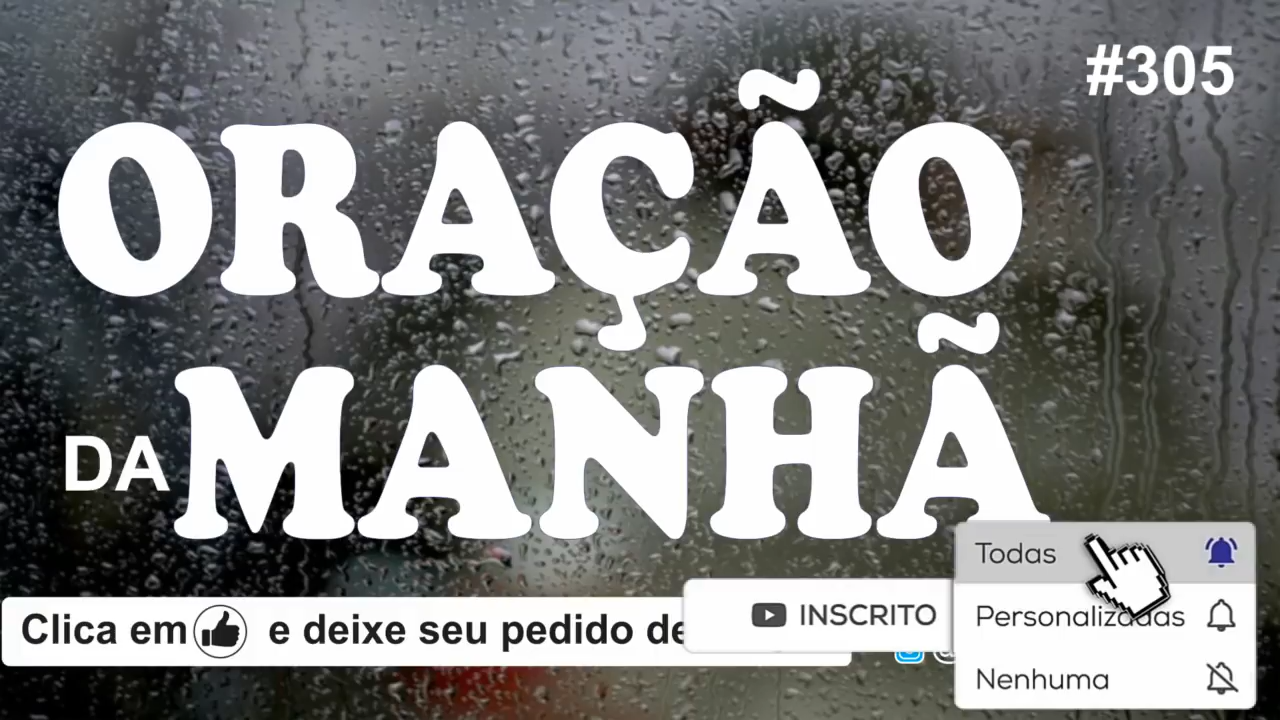 #305
ORAÇÃO
DA MANHÃ
Todas
Clica em e deixe seu pedido de
INSCRITO
Personalizadas
Nenhuma